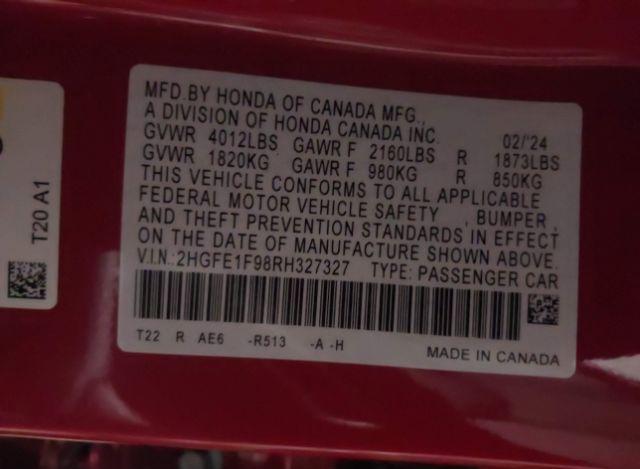 T20 A1
MFD.BY HONDA OF CANADA MFG.,
A DIVISION OF HONDA CANADA INC. 02/'24
GVWR 4012LBS GAWR F 2160LBS R 1873LBS
GVWR 1820KG GAWR F 980KG R 850KG
THIS VEHICLE CONFORMS TO ALL APPLICABLE
FEDERAL MOTOR VEHICLE SAFETY , BUMPER,
AND THEFT PREVENTION STANDARDS IN EFFECT
ON THE DATE OF MANUFACTURE SHOWN ABOVE.
V.I.N.:2HGFE1F98RH327327 TYPE: PASSENGER CAR
T22 R AE6 -R513 -A -H
MADE IN CANADA